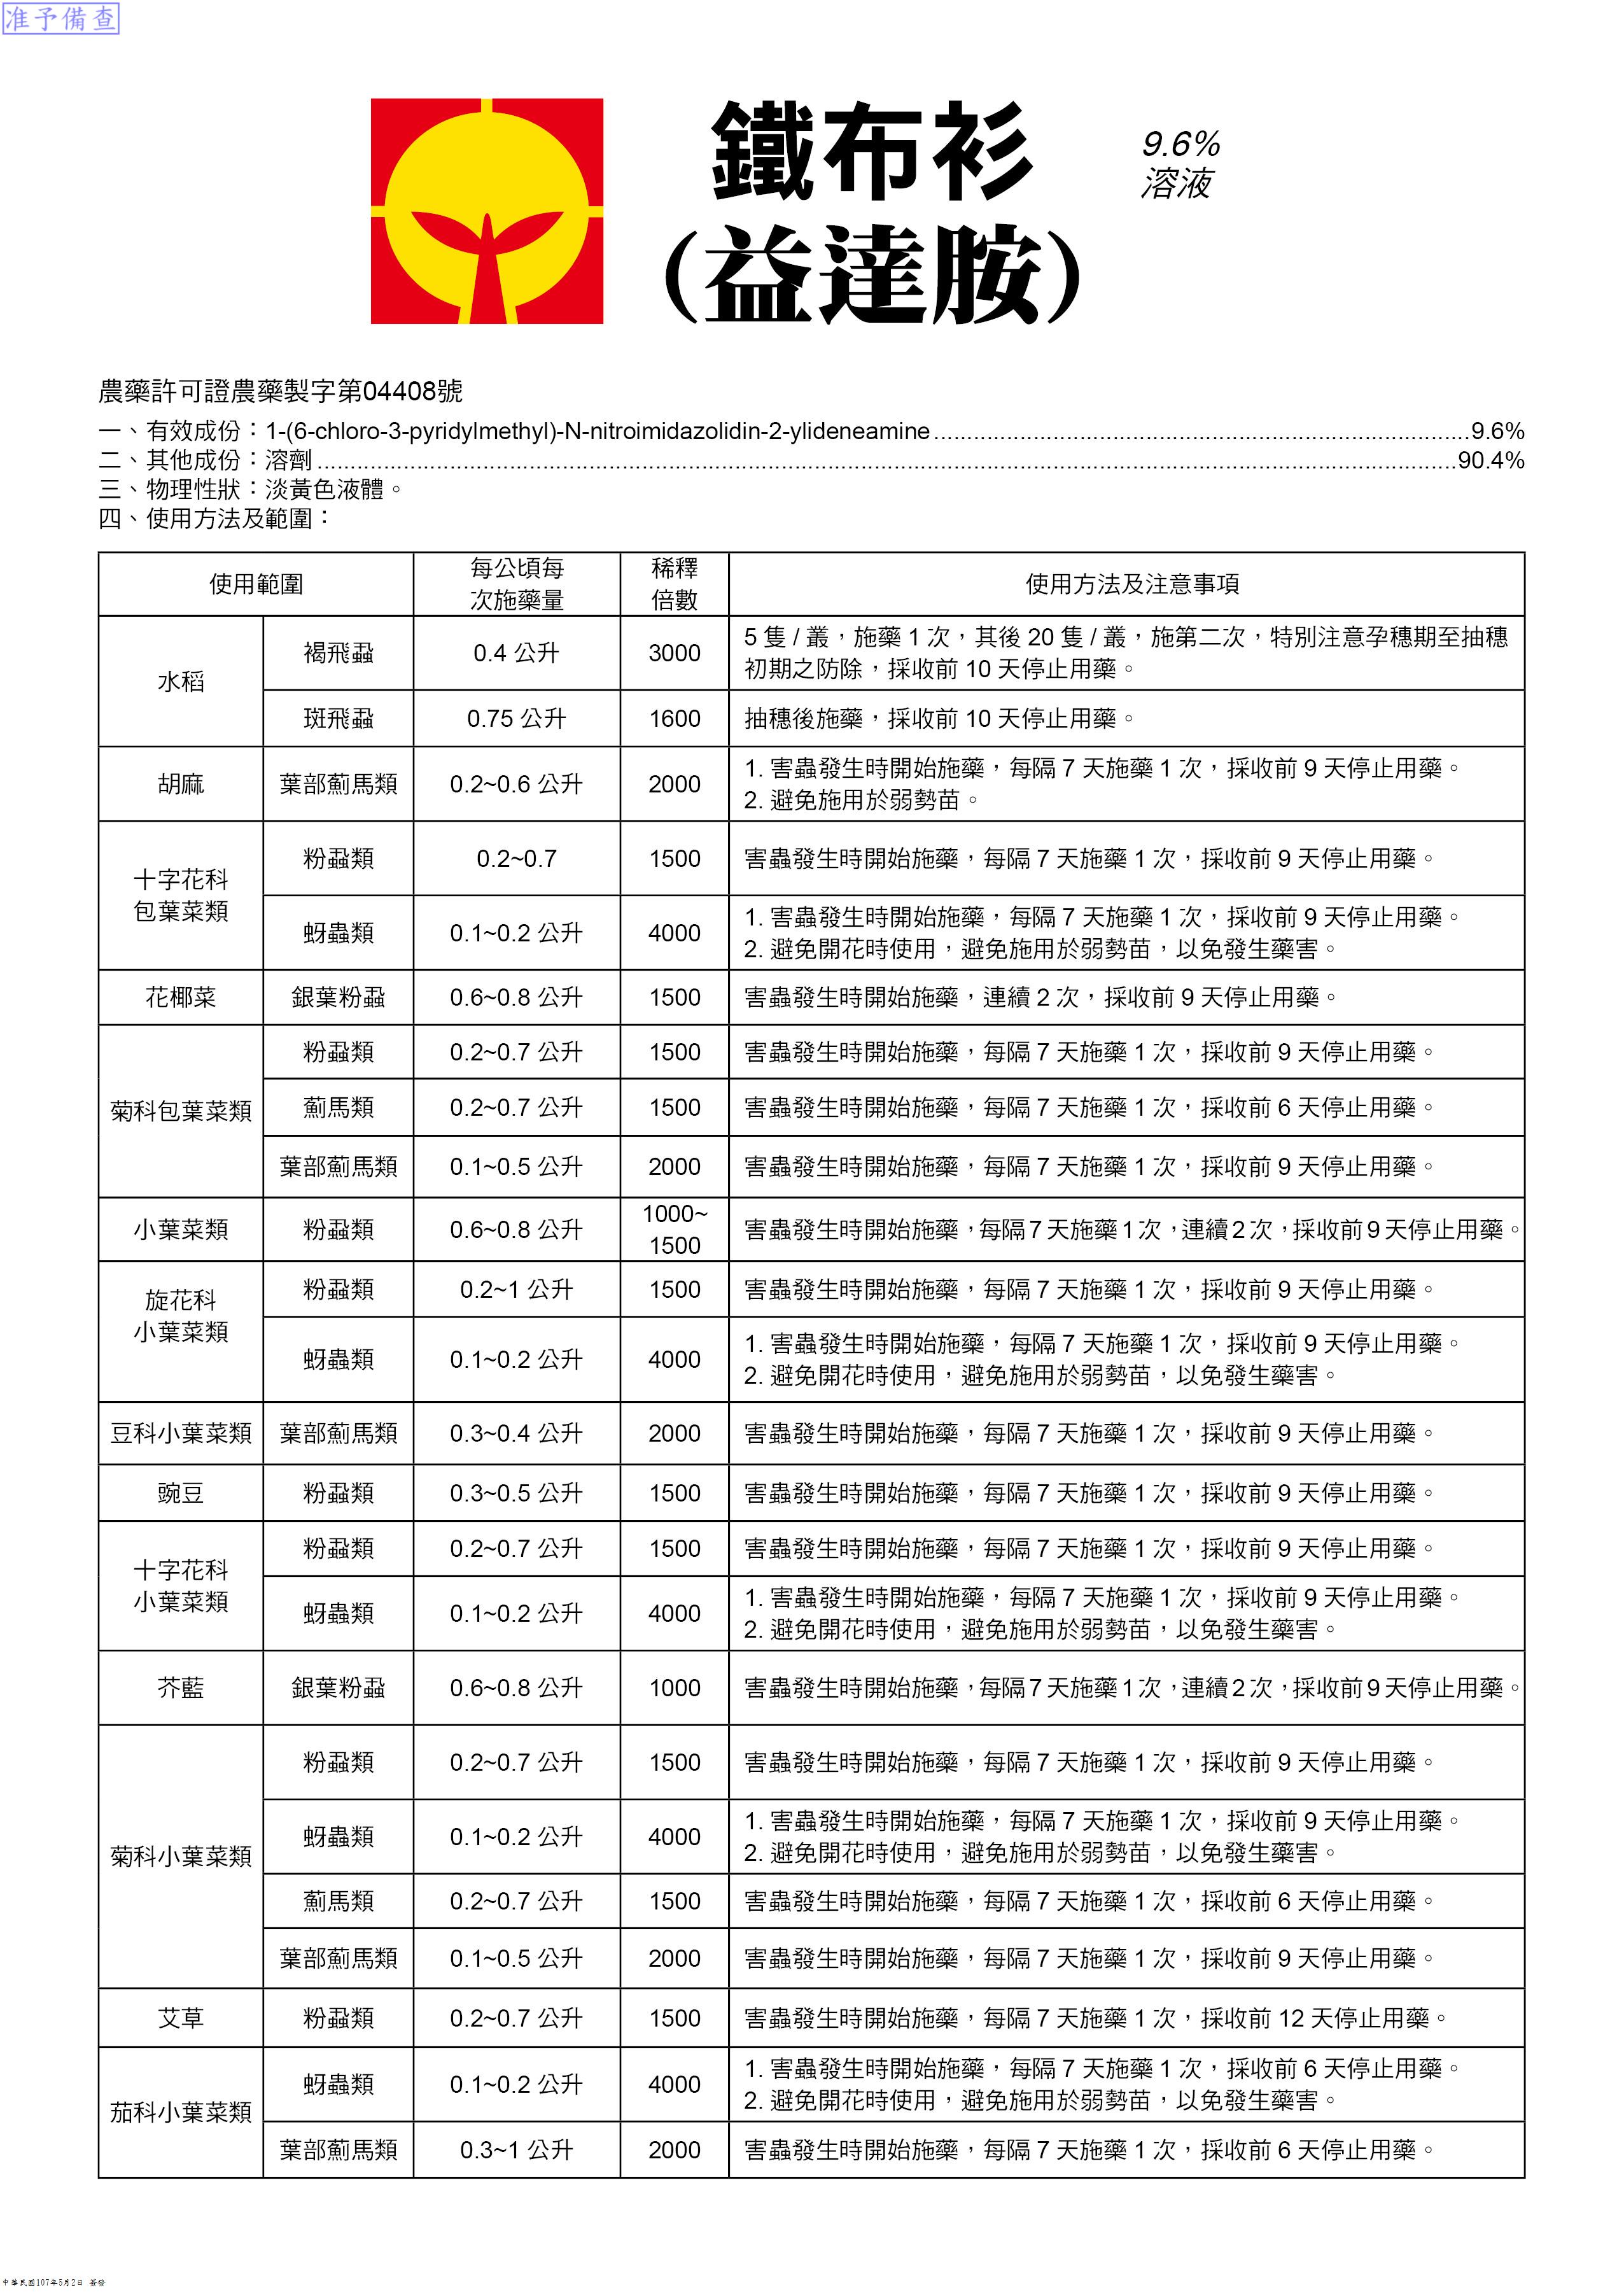 准予備查
鐵布衫
9.6%
溶液
(益達胺)
農藥許可證農藥製字第04408號
一、有效成份：1-(6-chloro-3-pyridylmethyl)-N-nitroimidazolidin-2-ylideneamine 9.6%
二、其他成份：溶劑 90.4%
三、物理性狀：淡黃色液體。
四、使用方法及範圍：
使用範圍 每公頃每次施藥量 稀釋倍數 使用方法及注意事項
水稻 褐飛蝨 0.4 公升 3000 5 隻 / 叢，施藥 1 次，其後 20 隻 / 叢，施第二次，特別注意孕穗期至抽穗
初期之防除，採收前 10 天停止用藥。
斑飛蝨 0.75 公升 1600 抽穗後施藥，採收前 10 天停止用藥。
胡麻 葉部薊馬類 0.2~0.6 公升 2000 1. 害蟲發生時開始施藥，每隔 7 天施藥 1 次，採收前 9 天停止用藥。
2. 避免施用於弱勢苗。
十字花科
包葉菜類
粉蝨類 0.2~0.7 1500 害蟲發生時開始施藥，每隔 7 天施藥 1 次，採收前 9 天停止用藥。
蚜蟲類 0.1~0.2 公升 4000 1. 害蟲發生時開始施藥，每隔 7 天施藥 1 次，採收前 9 天停止用藥。
2. 避免開花時使用，避免施用於弱勢苗，以免發生藥害。
花椰菜 銀葉粉蝨 0.6~0.8 公升 1500 害蟲發生時開始施藥，連續 2 次，採收前 9 天停止用藥。
菊科包葉菜類 粉蝨類 0.2~0.7 公升 1500 害蟲發生時開始施藥，每隔 7 天施藥 1 次，採收前 9 天停止用藥。
薊馬類 0.2~0.7 公升 1500 害蟲發生時開始施藥，每隔 7 天施藥 1 次，採收前 6 天停止用藥。
葉部薊馬類 0.1~0.5 公升 2000 害蟲發生時開始施藥，每隔 7 天施藥 1 次，採收前 9 天停止用藥。
小葉菜類 粉蝨類 0.6~0.8 公升 1000~1500 害蟲發生時開始施藥，每隔 7 天施藥 1 次，連續 2 次，採收前 9 天停止用藥。
旋花科
小葉菜類
粉蝨類 0.2~1 公升 1500 害蟲發生時開始施藥，每隔 7 天施藥 1 次，採收前 9 天停止用藥。
蚜蟲類 0.1~0.2 公升 4000 1. 害蟲發生時開始施藥，每隔 7 天施藥 1 次，採收前 9 天停止用藥。
2. 避免開花時使用，避免施用於弱勢苗，以免發生藥害。
豆科小葉菜類 葉部薊馬類 0.3~0.4 公升 2000 害蟲發生時開始施藥，每隔 7 天施藥 1 次，採收前 9 天停止用藥。
豌豆 粉蝨類 0.3~0.5 公升 1500 害蟲發生時開始施藥，每隔 7 天施藥 1 次，採收前 9 天停止用藥。
十字花科
小葉菜類
粉蝨類 0.2~0.7 公升 1500 害蟲發生時開始施藥，每隔 7 天施藥 1 次，採收前 9 天停止用藥。
蚜蟲類 0.1~0.2 公升 4000 1. 害蟲發生時開始施藥，每隔 7 天施藥 1 次，採收前 9 天停止用藥。
2. 避免開花時使用，避免施用於弱勢苗，以免發生藥害。
芥藍 銀葉粉蝨 0.6~0.8 公升 1000 害蟲發生時開始施藥，每隔 7 天施藥 1 次，連續 2 次，採收前 9 天停止用藥。
菊科小葉菜類 粉蝨類 0.2~0.7 公升 1500 害蟲發生時開始施藥，每隔 7 天施藥 1 次，採收前 9 天停止用藥。
蚜蟲類 0.1~0.2 公升 4000 1. 害蟲發生時開始施藥，每隔 7 天施藥 1 次，採收前 9 天停止用藥。
2. 避免開花時使用，避免施用於弱勢苗，以免發生藥害。
薊馬類 0.2~0.7 公升 1500 害蟲發生時開始施藥，每隔 7 天施藥 1 次，採收前 6 天停止用藥。
葉部薊馬類 0.1~0.5 公升 2000 害蟲發生時開始施藥，每隔 7 天施藥 1 次，採收前 9 天停止用藥。
艾草 粉蝨類 0.2~0.7 公升 1500 害蟲發生時開始施藥，每隔 7 天施藥 1 次，採收前 12 天停止用藥。
茄科小葉菜類 蚜蟲類 0.1~0.2 公升 4000 1. 害蟲發生時開始施藥，每隔 7 天施藥 1 次，採收前 6 天停止用藥。
2. 避免開花時使用，避免施用於弱勢苗，以免發生藥害。
葉部薊馬類 0.3~1 公升 2000 害蟲發生時開始施藥，每隔 7 天施藥 1 次，採收前 6 天停止用藥。
中華民國107年5月2日 簽發